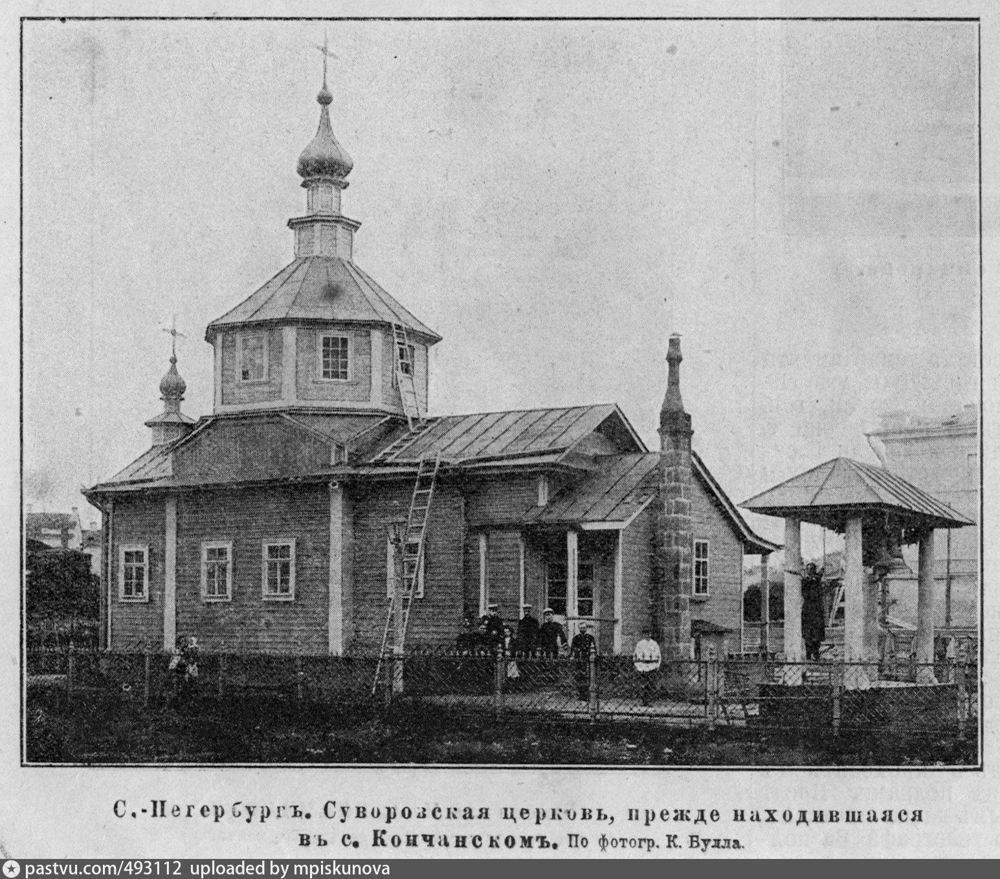 С.-Петербургъ. Суворовская церковь, прежде находившаяся
въ с. Кончанскомъ. По фотогр. К. Булла.
pastvu.com/493112 uploaded by mpiskunova